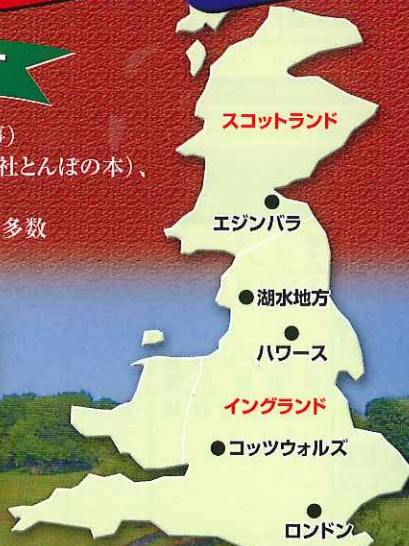 スコットランド
社とんぼの本)、
多数
エジンバラ
湖水地方
ハワース
イングランド
コッツウォルズ
ロンドン